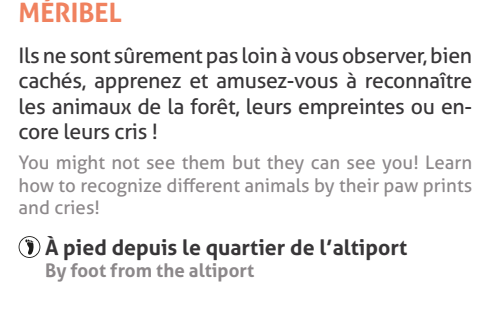 MÉRIBEL
Ils ne sont sûrement pas loin à vous observer, bien
cachés, apprenez et amusez-vous à reconnaître
les animaux de la forêt, leurs empreintes ou en-
core leurs cris !
You might not see them but they can see you! Learn
how to recognize different animals by their paw prints
and cries!
À pied depuis le quartier de l'altiport
By foot from the altiport